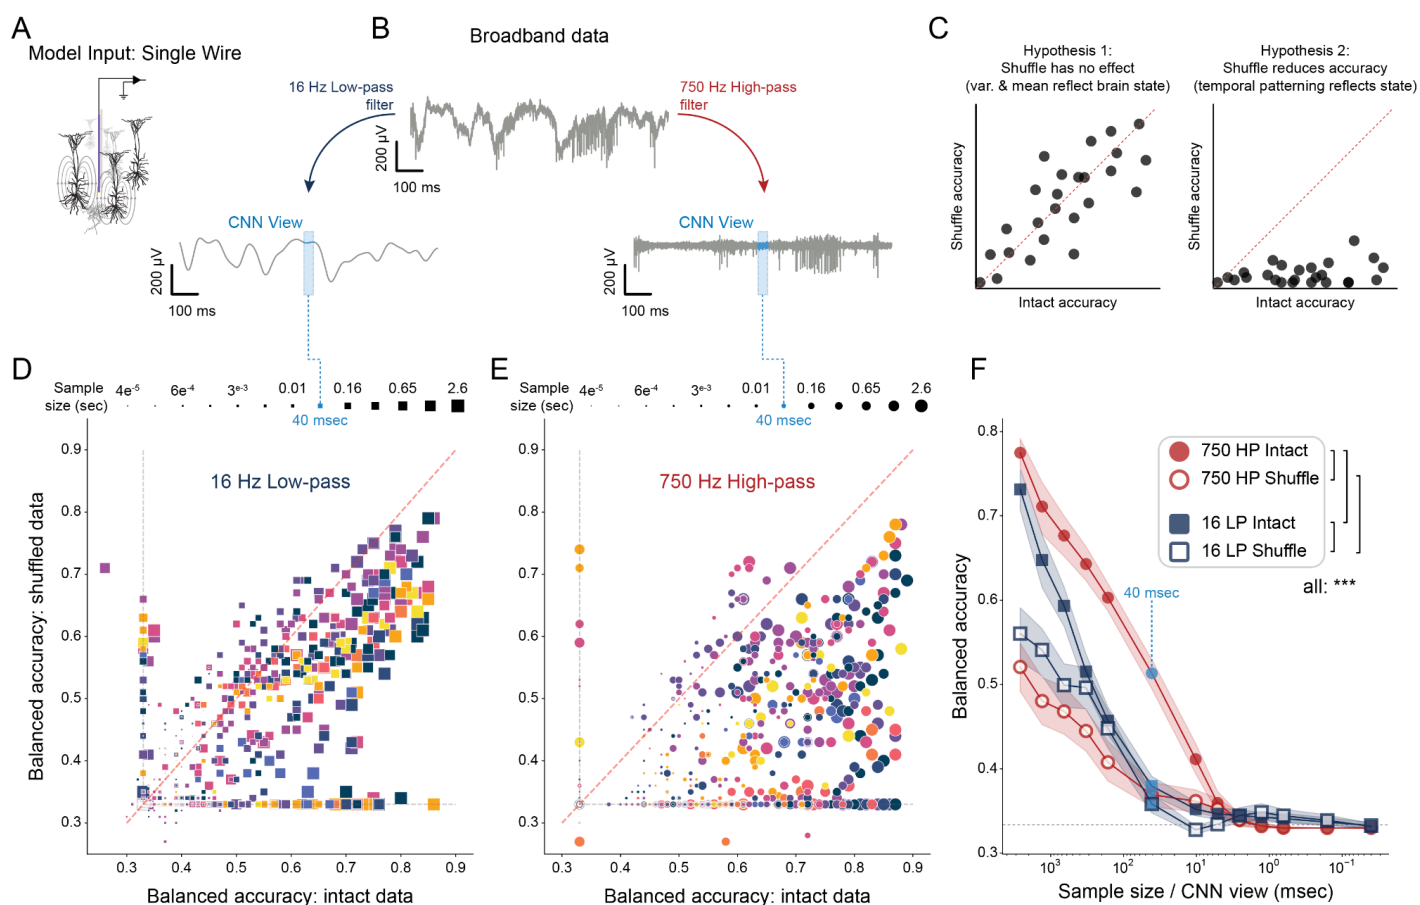 A
Model Input: Single Wire
B
Broadband data
16 Hz Low-pass
filter
750 Hz High-pass
filter
200 µV
100 ms
CNN View
200 µV
100 ms
CNN View
200 µV
100 ms
C
Hypothesis 1:
Shuffle has no effect
(var. & mean reflect brain state)
Shuffle accuracy
Intact accuracy
Hypothesis 2:
Shuffle reduces accuracy
(temporal patterning reflects state)
Shuffle accuracy
Intact accuracy
D
Sample
size (sec)
4e⁻⁵ 6e⁻⁴ 3ᵉ⁻³ 0.01 0.16 0.65 2.6
40 msec
16 Hz Low-pass
Balanced accuracy: shuffled data
0.9
0.8
0.7
0.6
0.5
0.4
0.3
0.3 0.4 0.5 0.6 0.7 0.8 0.9
Balanced accuracy: intact data
E
Sample
size (sec)
4e⁻⁵ 6e⁻⁴ 3ᵉ⁻³ 0.01 0.16 0.65 2.6
40 msec
750 Hz High-pass
0.9
0.8
0.7
0.6
0.5
0.4
0.3
0.3 0.4 0.5 0.6 0.7 0.8 0.9
Balanced accuracy: intact data
F
750 HP Intact
750 HP Shuffle
16 LP Intact
16 LP Shuffle
all: ***
40 msec
Balanced accuracy
0.8
0.7
0.6
0.5
0.4
0.3
10³ 10² 10¹ 10⁰ 10⁻¹
Sample size / CNN view (msec)